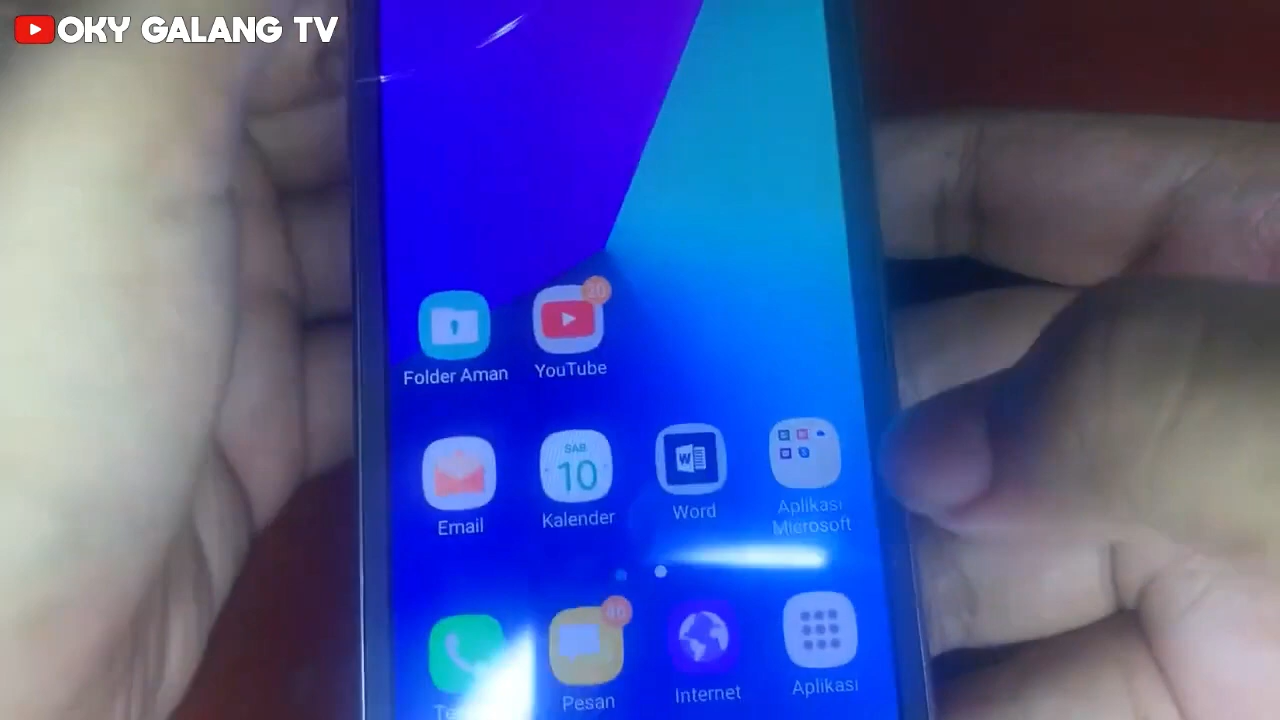 OKY GALANG TV
20
Folder Aman
YouTube
SAB
10
Email
Kalender
Word
Aplikasi
Microsoft
40
Pesan
Internet
Aplikasi